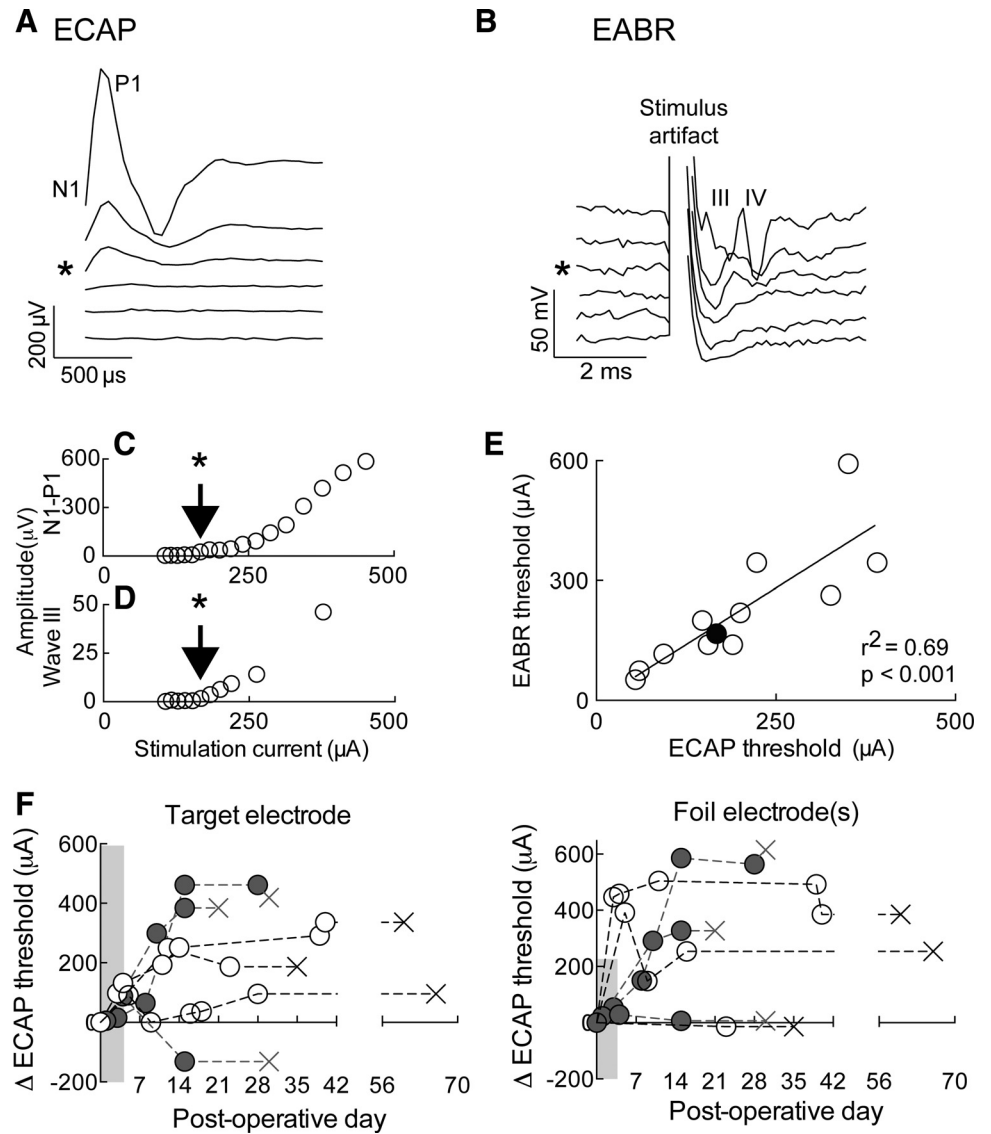 A ECAP
P1
N1
*
200 µV
500 µs
B EABR
Stimulus
artifact
III IV
*
50 mV
2 ms
C
*
600
300
0
0 250 500
N1-P1
Amplitude(µV)
D
*
50
25
0
0 250 500
Wave III
Stimulation current (µA)
E
600
300
0
0 250 500
EABR threshold (µA)
r² = 0.69
p < 0.001
ECAP threshold (µA)
F
Target electrode
600
400
200
0
-200
7 14 21 28 35 42 56 70
Δ ECAP threshold (µA)
Post-operative day
Foil electrode(s)
600
400
200
0
-200
7 14 21 28 35 42 56 70
Δ ECAP threshold (µA)
Post-operative day